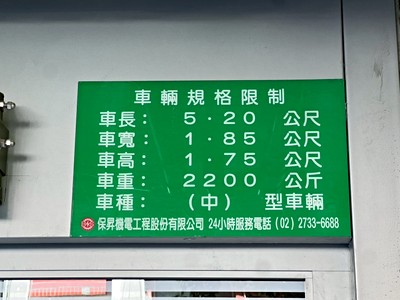 車輛規格限制
車長：５．２０ 公尺
車寬：１．８５ 公尺
車高：１．７５ 公尺
車重：２２００ 公斤
車種：（中） 型車輛
保昇機電工程股份有限公司 24小時服務電話 (02) 2733-6688